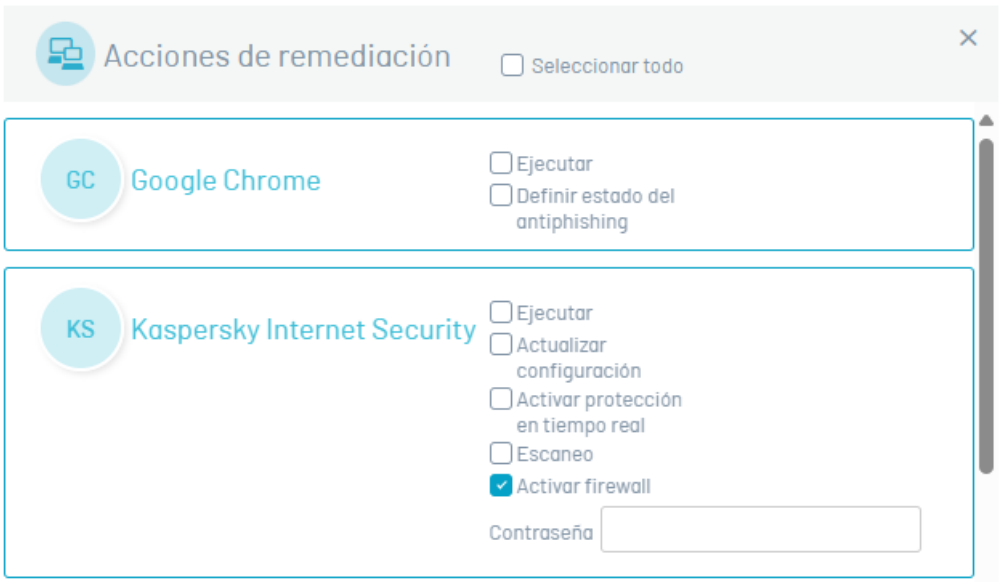 Acciones de remediación
Seleccionar todo
GC
Google Chrome
Ejecutar
Definir estado del
antiphishing
KS
Kaspersky Internet Security
Ejecutar
Actualizar
configuración
Activar protección
en tiempo real
Escaneo
Activar firewall
Contraseña